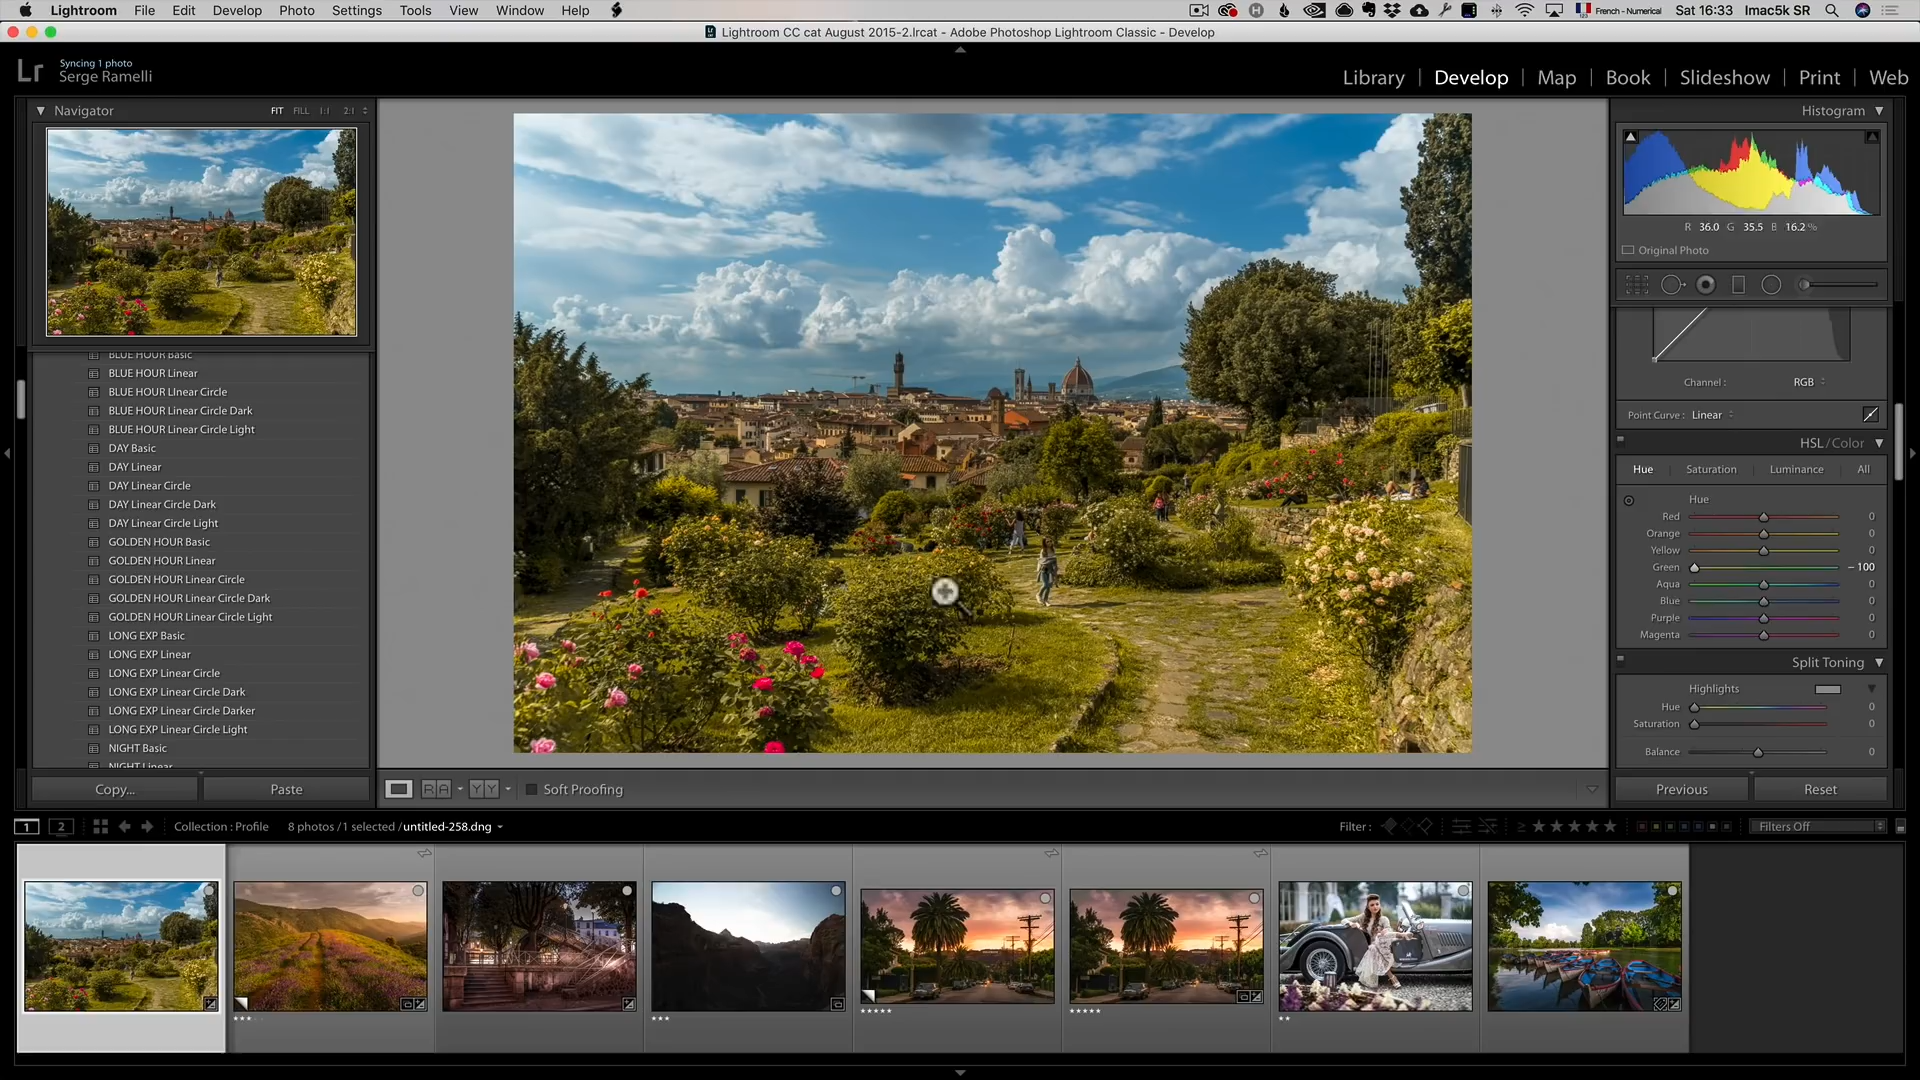 Lightroom File Edit Develop Photo Settings Tools View Window Help
French - Numerical Sat 16:33 Imac5k SR
Lightroom CC cat August 2015-2.lrcat - Adobe Photoshop Lightroom Classic - Develop
Lr
Syncing 1 photo
Serge Ramelli
Library | Develop | Map | Book | Slideshow | Print | Web
Navigator FIT FILL 1:1 2:1
BLUE HOUR Basic
BLUE HOUR Linear
BLUE HOUR LInear Circle
BLUE HOUR LInear Circle Dark
BLUE HOUR LInear Circle Light
DAY Basic
DAY Linear
DAY Linear Circle
DAY Linear Circle Dark
DAY Linear Circle Light
GOLDEN HOUR Basic
GOLDEN HOUR Linear
GOLDEN HOUR Linear Circle
GOLDEN HOUR Linear Circle Dark
GOLDEN HOUR Linear Circle Light
LONG EXP Basic
LONG EXP Linear
LONG EXP Linear Circle
LONG EXP Linear Circle Dark
LONG EXP Linear Circle Darker
LONG EXP Linear Circle Light
NIGHT Basic
NIGHT Linear
Copy... Paste
Histogram
R 36.0 G 35.5 B 16.2 %
Original Photo
Channel : RGB
Point Curve : Linear
HSL / Color
Hue Saturation Luminance All
Hue
Red 0
Orange 0
Yellow 0
Green - 100
Aqua 0
Blue 0
Purple 0
Magenta 0
Split Toning
Highlights
Hue 0
Saturation 0
Balance 0
Previous Reset
R A Y Y Soft Proofing
1 2 Collection : Profile 8 photos / 1 selected / untitled-258.dng
Filter : Filters Off